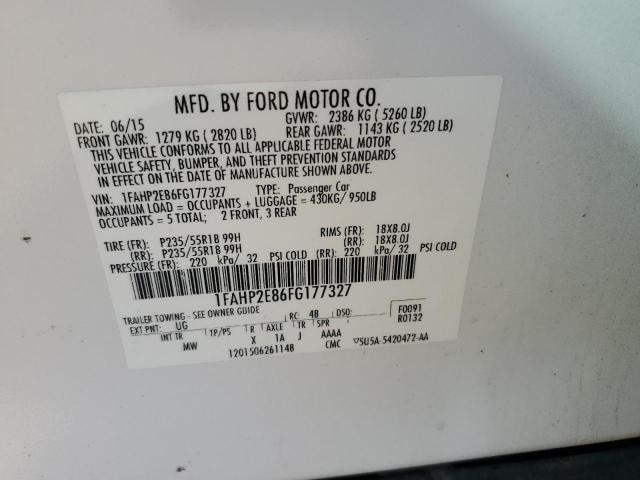 MFD. BY FORD MOTOR CO.
DATE: 06/15 GVWR: 2386 KG ( 5260 LB)
FRONT GAWR: 1279 KG ( 2820 LB) REAR GAWR: 1143 KG ( 2520 LB)
THIS VEHICLE CONFORMS TO ALL APPLICABLE FEDERAL MOTOR
VEHICLE SAFETY, BUMPER, AND THEFT PREVENTION STANDARDS
IN EFFECT ON THE DATE OF MANUFACTURE SHOWN ABOVE.
VIN: 1FAHP2E86FG177327 TYPE: Passenger Car
MAXIMUM LOAD = OCCUPANTS + LUGGAGE = 430KG/ 950LB
OCCUPANTS = 5 TOTAL; 2 FRONT, 3 REAR
TIRE (FR): P235/55R18 99H RIMS (FR): 18X8.0J
(RR): P235/55R18 99H (RR): 18X8.0J
PRESSURE (FR): 220 kPa/ 32 PSI COLD (RR): 220 kPa/ 32 PSI COLD
1FAHP2E86FG177327
TRAILER TOWING - SEE OWNER GUIDE
EXT PNT: UG RC: 48 DSO: F0091
R0132
INT TR TP/PS R AXLE TR SPR
MW X 1A J AAAA
1201506261148 CMC ▽5U5A-5420472-AA